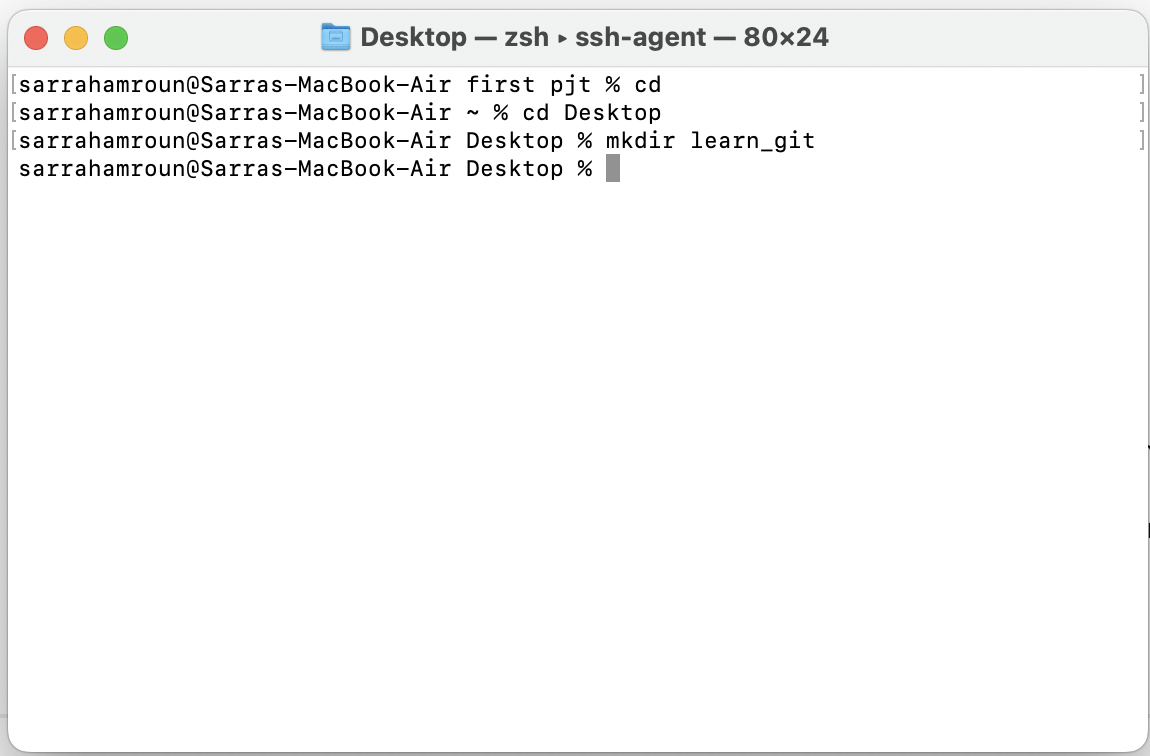 Desktop — zsh ▸ ssh-agent — 80×24
[sarrahamroun@Sarras-MacBook-Air first pjt % cd ]
[sarrahamroun@Sarras-MacBook-Air ~ % cd Desktop ]
[sarrahamroun@Sarras-MacBook-Air Desktop % mkdir learn_git ]
sarrahamroun@Sarras-MacBook-Air Desktop %